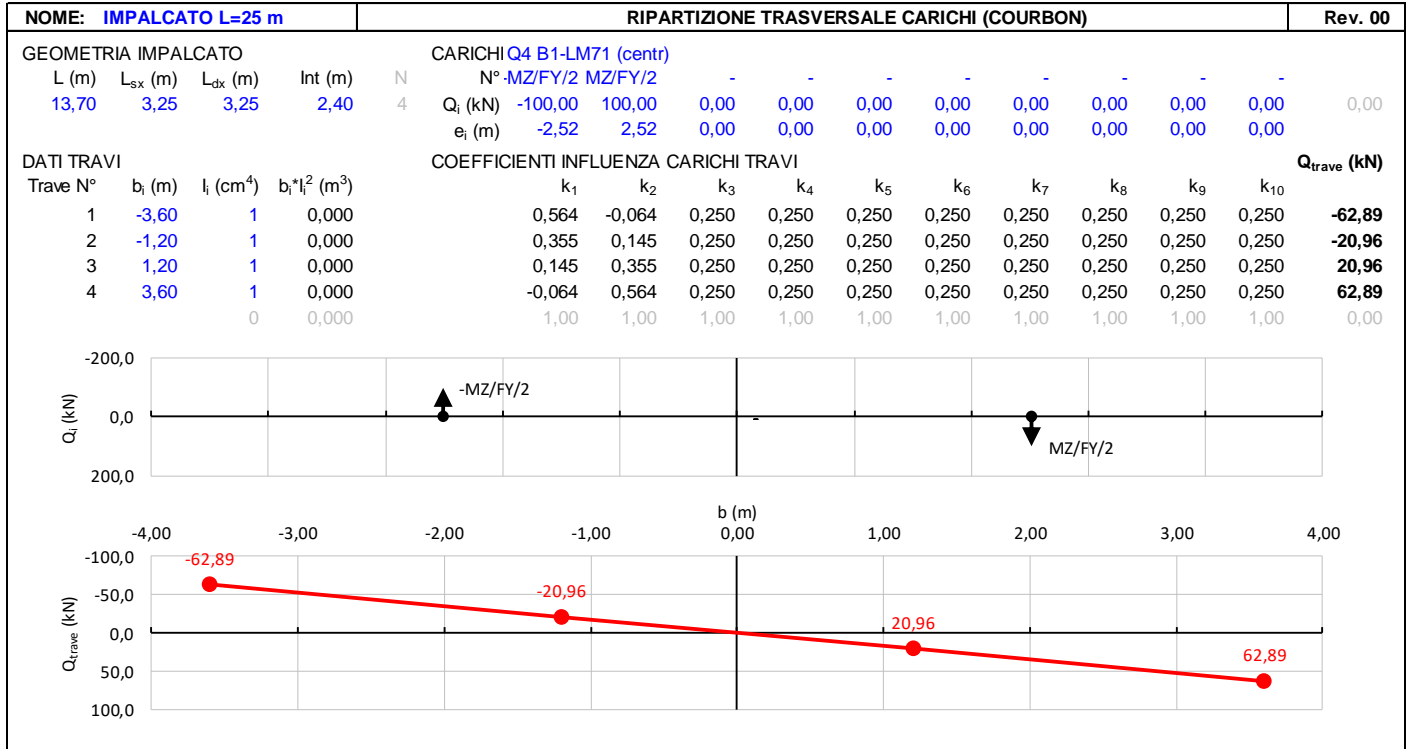 NOME: IMPALCATO L=25 m RIPARTIZIONE TRASVERSALE CARICHI (COURBON) Rev. 00
GEOMETRIA IMPALCATO CARICHI Q4 B1-LM71 (centr)
L (m) Lsx (m) Ldx (m) Int (m) N N° -MZ/FY/2 MZ/FY/2 - - - - - - - -
13,70 3,25 3,25 2,40 4 Qi (kN) -100,00 100,00 0,00 0,00 0,00 0,00 0,00 0,00 0,00 0,00 0,00
ei (m) -2,52 2,52 0,00 0,00 0,00 0,00 0,00 0,00 0,00 0,00
DATI TRAVI COEFFICIENTI INFLUENZA CARICHI TRAVI Qtrave (kN)
Trave N° bi (m) Ii (cm⁴) bi*Ii² (m³) k1 k2 k3 k4 k5 k6 k7 k8 k9 k10
1 -3,60 1 0,000 0,564 -0,064 0,250 0,250 0,250 0,250 0,250 0,250 0,250 0,250 -62,89
2 -1,20 1 0,000 0,355 0,145 0,250 0,250 0,250 0,250 0,250 0,250 0,250 0,250 -20,96
3 1,20 1 0,000 0,145 0,355 0,250 0,250 0,250 0,250 0,250 0,250 0,250 0,250 20,96
4 3,60 1 0,000 -0,064 0,564 0,250 0,250 0,250 0,250 0,250 0,250 0,250 0,250 62,89
0 0,000 1,00 1,00 1,00 1,00 1,00 1,00 1,00 1,00 1,00 1,00 0,00
-200,0
-MZ/FY/2
0,0
Qi (kN)
MZ/FY/2
200,0
b (m)
-4,00 -3,00 -2,00 -1,00 0,00 1,00 2,00 3,00 4,00
-100,0
-62,89
-50,0
-20,96
0,0
20,96
Qtrave (kN)
62,89
50,0
100,0